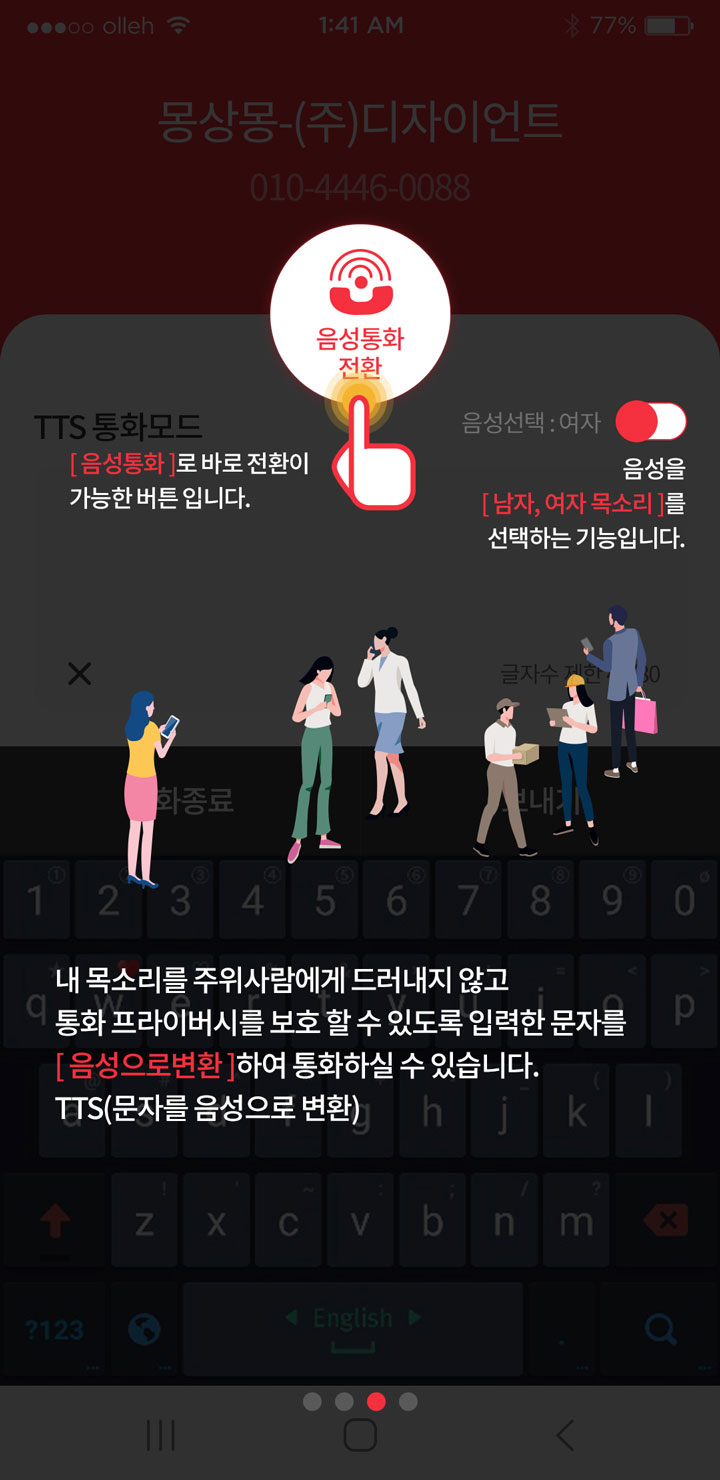 olleh 1:41 AM 77%
몽상몽-(주)디자이언트
010-4446-0088
음성통화
전환
TTS 통화모드
음성선택 : 여자
[ 음성통화 ]로 바로 전환이
가능한 버튼 입니다.
음성을
[ 남자, 여자 목소리 ]를
선택하는 기능입니다.
글자수 제한
화종료
보내기
1 2 3 4 5 6 7 8 9 0
내 목소리를 주위사람에게 드러내지 않고
통화 프라이버시를 보호 할 수 있도록 입력한 문자를
[ 음성으로변환 ]하여 통화하실 수 있습니다.
TTS(문자를 음성으로 변환)
q w e r t y u i o p
a s d f g h j k l
z x c v b n m
?123 English .